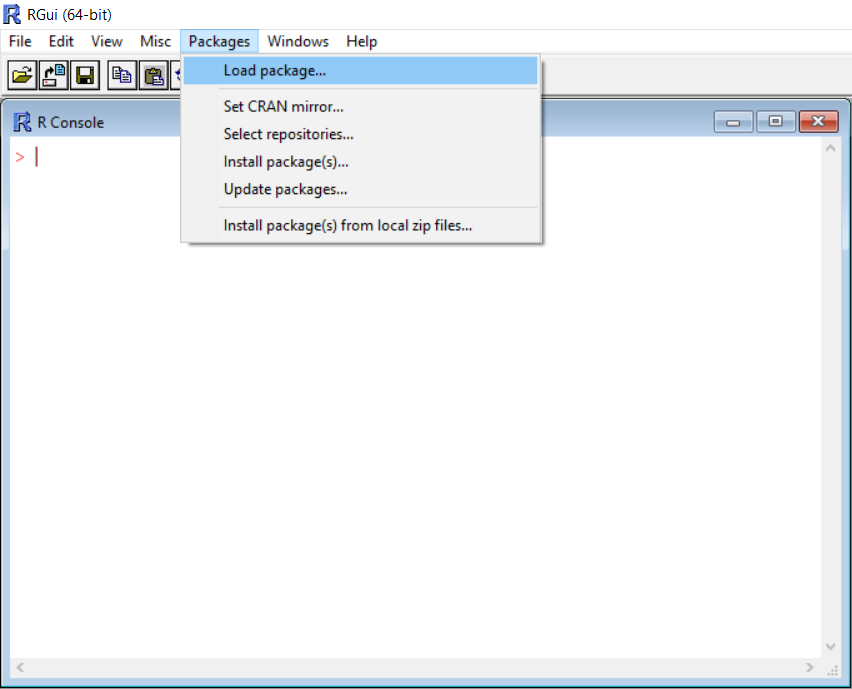 RGui (64-bit)
File Edit View Misc Packages Windows Help
Load package...
R Console
Set CRAN mirror...
Select repositories...
>
Install package(s)...
Update packages...
Install package(s) from local zip files...